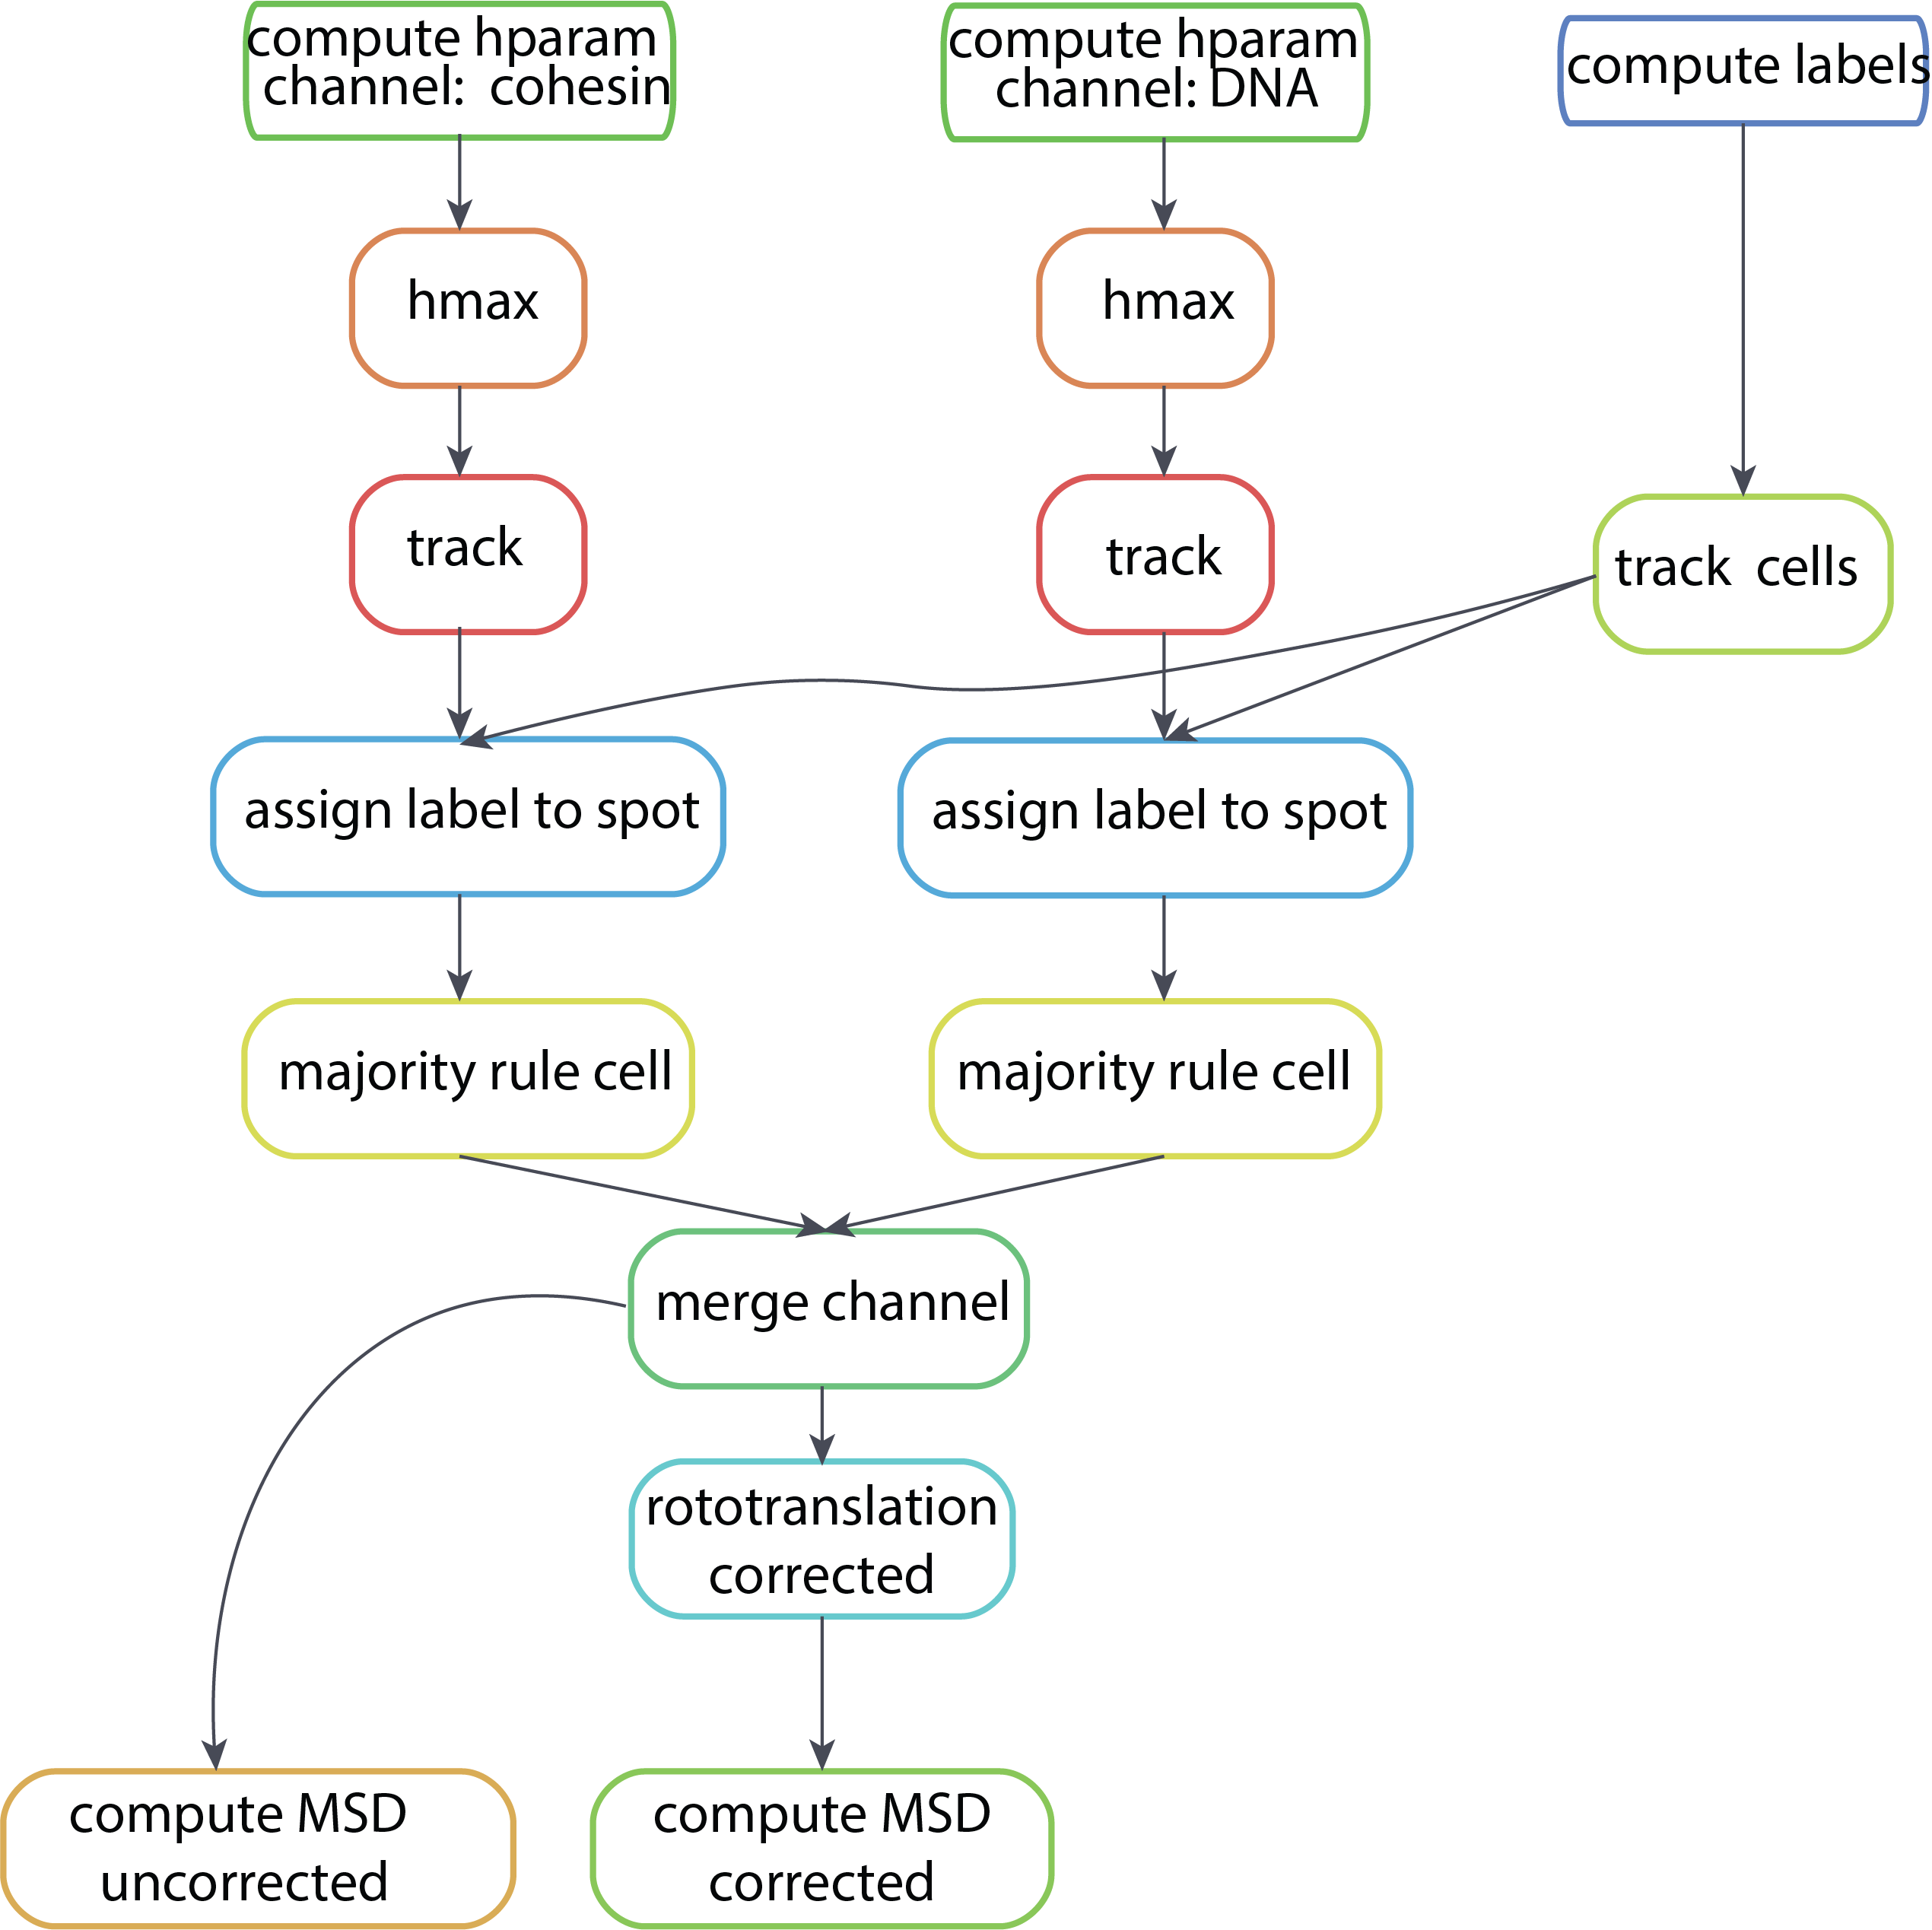 compute hparam
channel: cohesin
compute hparam
channel: DNA
compute labels
hmax
hmax
track
track
track cells
assign label to spot
assign label to spot
majority rule cell
majority rule cell
merge channel
rototranslation
corrected
compute MSD
uncorrected
compute MSD
corrected